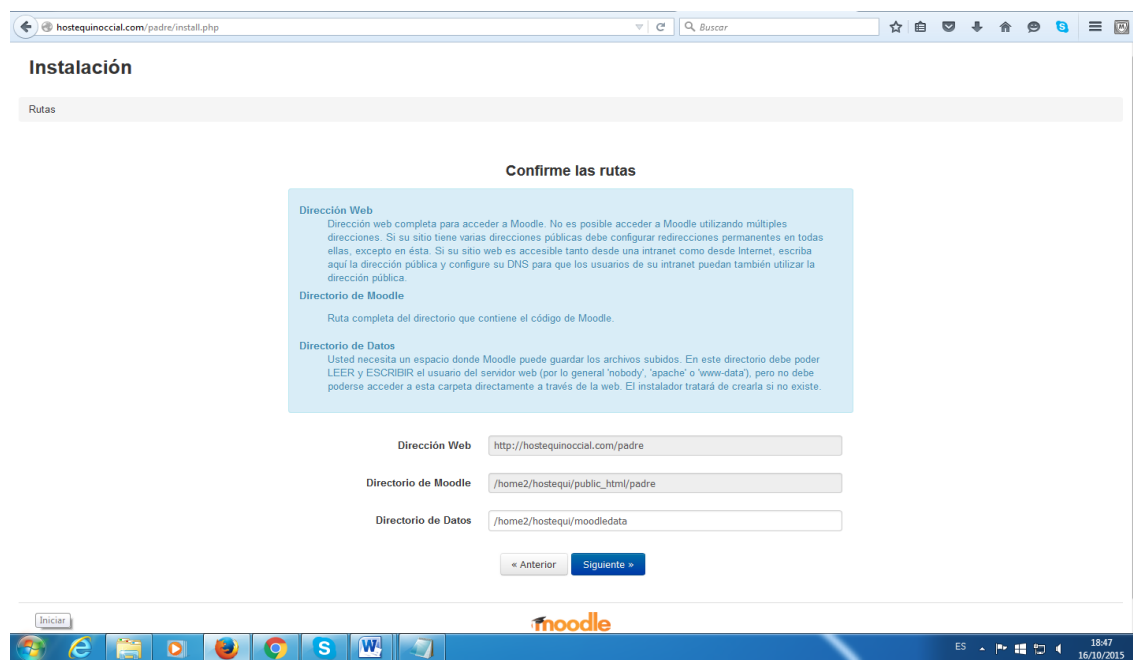 hostequinoccial.com/padre/install.php
Buscar
Instalación
Rutas
Confirme las rutas
Dirección Web
Dirección web completa para acceder a Moodle. No es posible acceder a Moodle utilizando múltiples
direcciones. Si su sitio tiene varias direcciones públicas debe configurar redirecciones permanentes en todas
ellas, excepto en ésta. Si su sitio web es accesible tanto desde una intranet como desde Internet, escriba
aquí la dirección pública y configure su DNS para que los usuarios de su intranet puedan también utilizar la
dirección pública.
Directorio de Moodle
Ruta completa del directorio que contiene el código de Moodle.
Directorio de Datos
Usted necesita un espacio donde Moodle puede guardar los archivos subidos. En este directorio debe poder
LEER y ESCRIBIR el usuario del servidor web (por lo general 'nobody', 'apache' o 'www-data'), pero no debe
poderse acceder a esta carpeta directamente a través de la web. El instalador tratará de crearla si no existe.
Dirección Web http://hostequinoccial.com/padre
Directorio de Moodle /home2/hostequi/public_html/padre
Directorio de Datos /home2/hostequi/moodledata
« Anterior Siguiente »
Iniciar
moodle
ES 18:47
16/10/2015